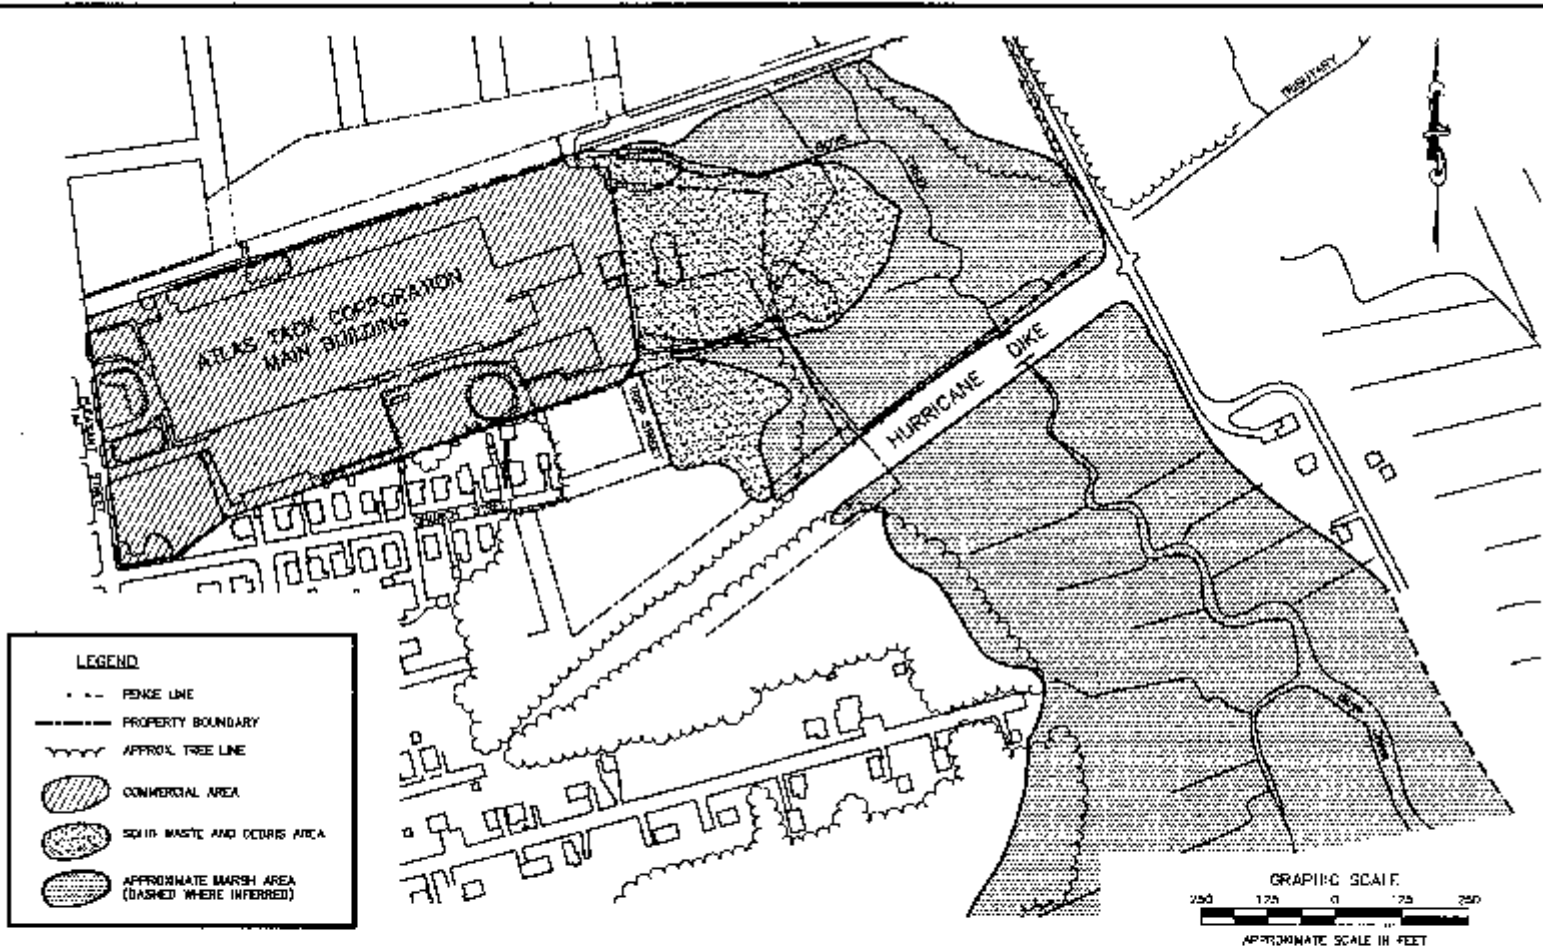 TRIBUTARY
ATLAS TACK CORPORATION
MAIN BUILDING
HURRICANE DIKE
STREET
LEGEND
FENCE LINE
PROPERTY BOUNDARY
APPROX. TREE LINE
COMMERCIAL AREA
SOLID WASTE AND DEBRIS AREA
APPROXIMATE MARSH AREA
(DASHED WHERE INFERRED)
GRAPHIC SCALE
250 125 0 125 250
APPROXIMATE SCALE IN FEET